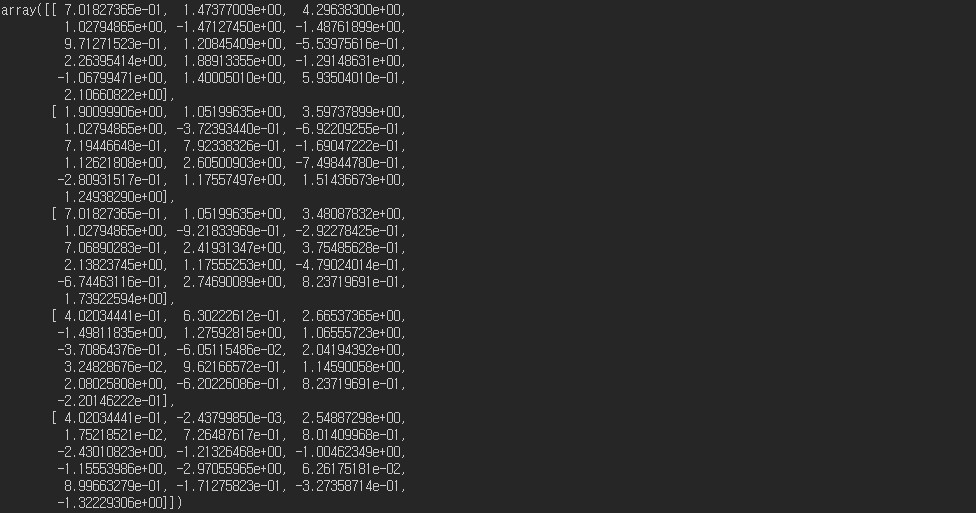 array([[ 7.01827365e-01,  1.47377009e+00,  4.29638300e+00,
         1.02794865e+00, -1.47127450e+00, -1.48761899e+00,
         9.71271523e-01,  1.20845409e+00, -5.53975616e-01,
         2.26395414e+00,  1.88913355e+00, -1.29148631e+00,
        -1.06799471e+00,  1.40005010e+00,  5.93504010e-01,
         2.10660822e+00],
       [ 1.90099906e+00,  1.05199635e+00,  3.59737899e+00,
         1.02794865e+00, -3.72393440e-01, -6.92209255e-01,
         7.19446648e-01,  7.92338326e-01, -1.69047222e-01,
         1.12621808e+00,  2.60500903e+00, -7.49844780e-01,
        -2.80931517e-01,  1.17557497e+00,  1.51436673e+00,
         1.24938290e+00],
       [ 7.01827365e-01,  1.05199635e+00,  3.48087832e+00,
         1.02794865e+00, -9.21833969e-01, -2.92278425e-01,
         7.06890283e-01,  2.41931347e+00,  3.75485628e-01,
         2.13823745e+00,  1.17555253e+00, -4.79024014e-01,
        -6.74463116e-01,  2.74690089e+00,  8.23719691e-01,
         1.73922594e+00],
       [ 4.02034441e-01,  6.30222612e-01,  2.66537365e+00,
        -1.49811835e+00,  1.27592815e+00,  1.06555723e+00,
        -3.70864376e-01, -6.05115486e-02,  2.04194392e+00,
         3.24828676e-02,  9.62166572e-01,  1.14590058e+00,
         2.08025808e+00, -6.20226086e-01,  8.23719691e-01,
        -2.20146222e-01],
       [ 4.02034441e-01, -2.43799850e-03,  2.54887298e+00,
         1.75218521e-02,  7.26487617e-01,  8.01409968e-01,
        -2.43010823e+00, -1.21326468e+00, -1.00462349e+00,
        -1.15553986e+00, -2.97055965e+00,  6.26175181e-02,
         8.99663279e-01, -1.71275823e-01, -3.27358714e-01,
        -1.32229306e+00]])